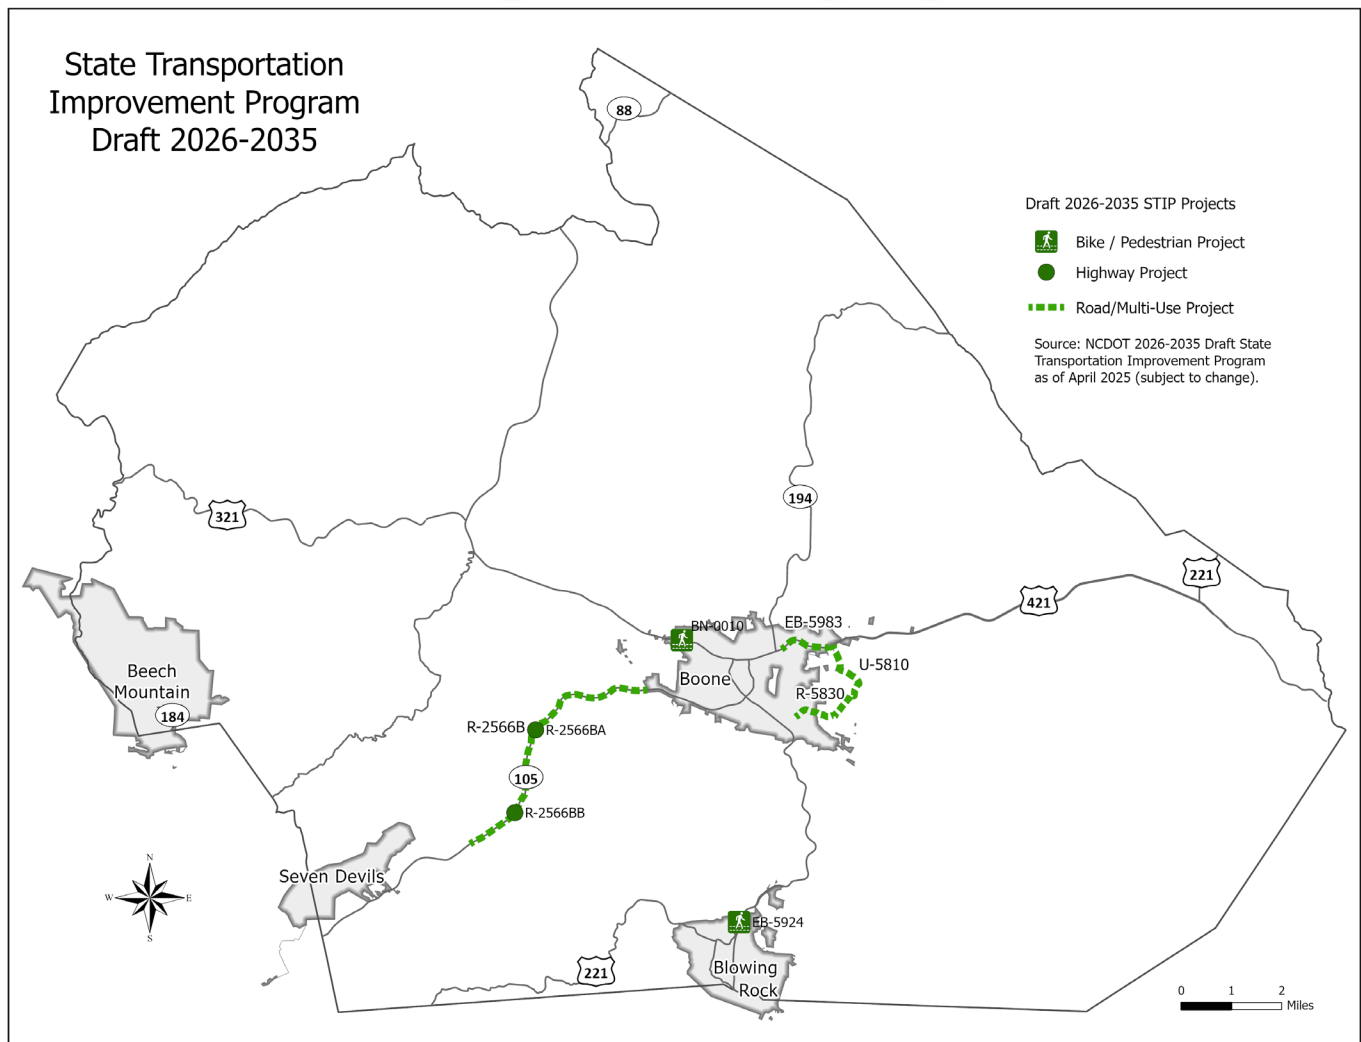 State Transportation
Improvement Program
Draft 2026-2035
88
Draft 2026-2035 STIP Projects
Bike / Pedestrian Project
Highway Project
Road/Multi-Use Project
Source: NCDOT 2026-2035 Draft State
Transportation Improvement Program
as of April 2025 (subject to change).
194
321
221
421
BN-0010
EB-5983
U-5810
Beech
Mountain
Boone
R-5830
184
R-2566B
R-2566BA
105
R-2566BB
Seven Devils
N
W
E
S
EB-5924
221
Blowing
Rock
0 1 2
Miles